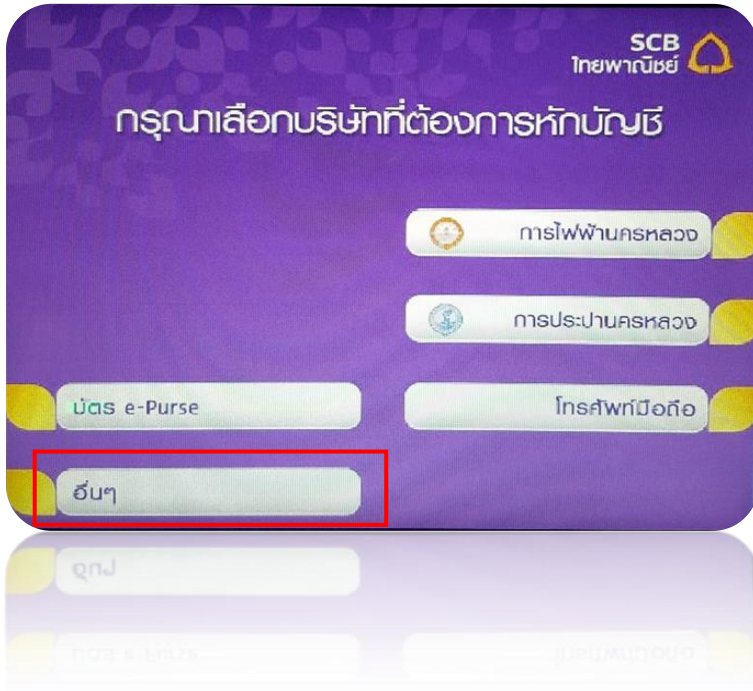 SCB
ไทยพาณิชย์
กรุณาเลือกบริษัทที่ต้องการหักบัญชี
การไฟฟ้านครหลวง
การประปานครหลวง
บัตร e-Purse
โทรศัพท์มือถือ
อื่นๆ